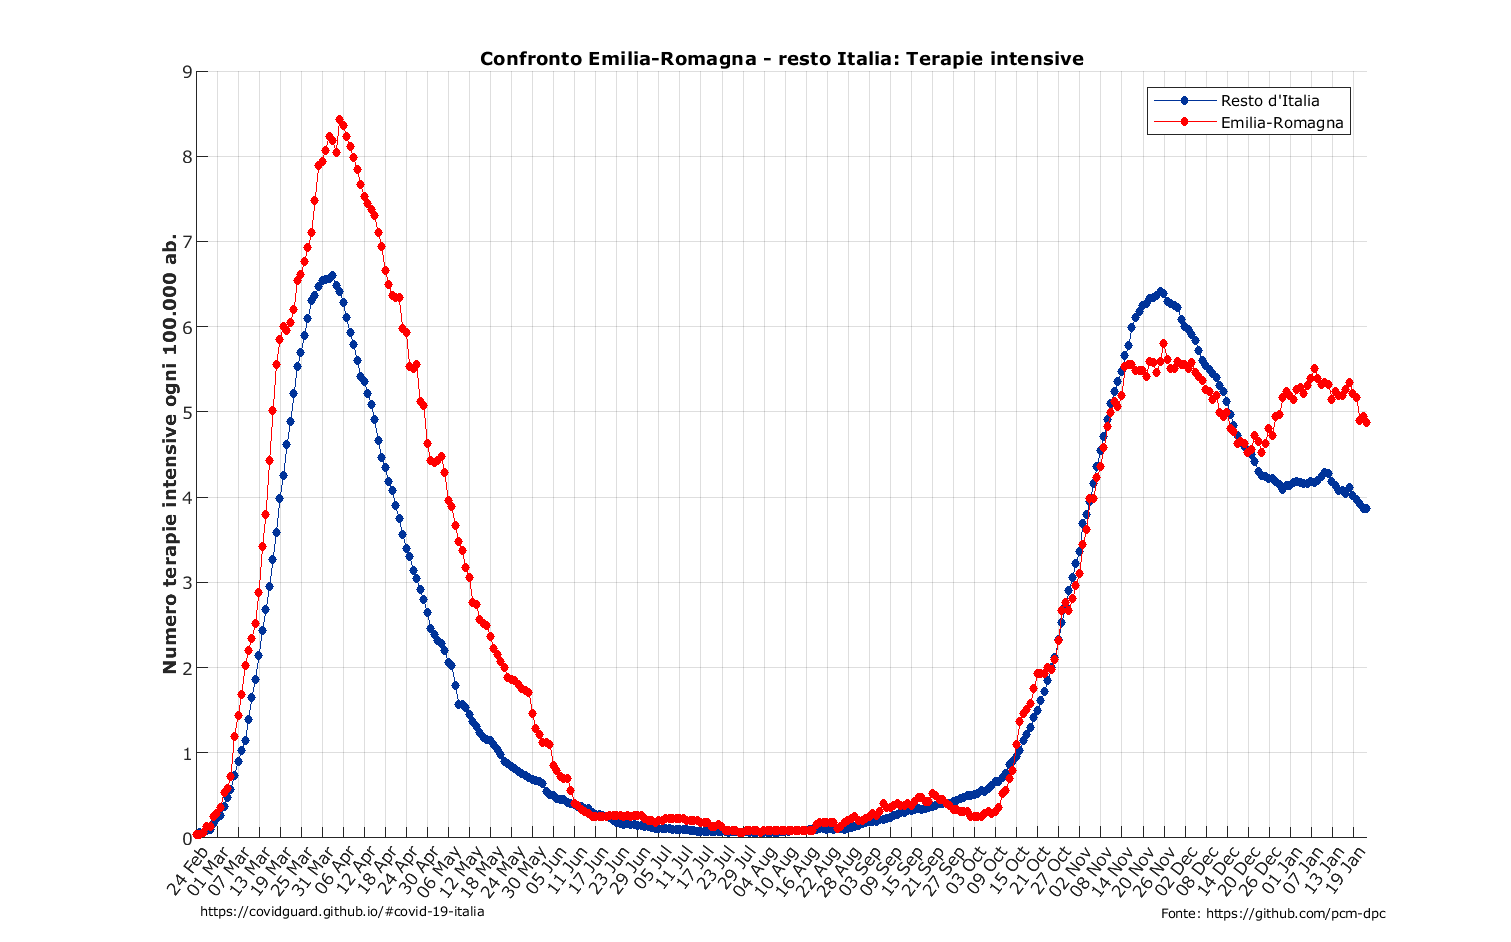 Confronto Emilia-Romagna - resto Italia: Terapie intensive
Resto d'Italia
Emilia-Romagna
Numero terapie intensive ogni 100.000 ab.
9
8
7
6
5
4
3
2
1
0
24 Feb
01 Mar
07 Mar
13 Mar
19 Mar
25 Mar
31 Mar
06 Apr
12 Apr
18 Apr
24 Apr
30 Apr
06 May
12 May
18 May
24 May
30 May
05 Jun
11 Jun
17 Jun
23 Jun
29 Jun
05 Jul
11 Jul
17 Jul
23 Jul
29 Jul
04 Aug
10 Aug
16 Aug
22 Aug
28 Aug
03 Sep
09 Sep
15 Sep
21 Sep
27 Sep
03 Oct
09 Oct
15 Oct
21 Oct
27 Oct
02 Nov
08 Nov
14 Nov
20 Nov
26 Nov
02 Dec
08 Dec
14 Dec
20 Dec
26 Dec
01 Jan
07 Jan
13 Jan
19 Jan
https://covidguard.github.io/#covid-19-italia
Fonte: https://github.com/pcm-dpc